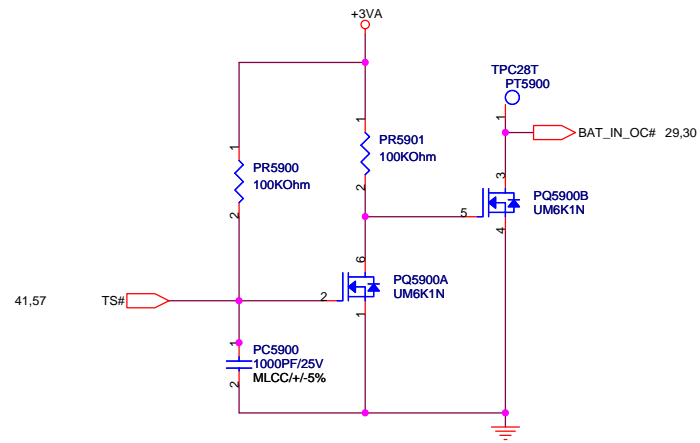 +3VA
TPC28T
PT5900
1
BAT_IN_OC# 29,30
1
PR5900
100KOhm
2
1
PR5901
100KOhm
2
3
PQ5900B
UM6K1N
5
4
6
PQ5900A
UM6K1N
2
1
41,57 TS#
1
PC5900
1000PF/25V
MLCC/+/-5%
2